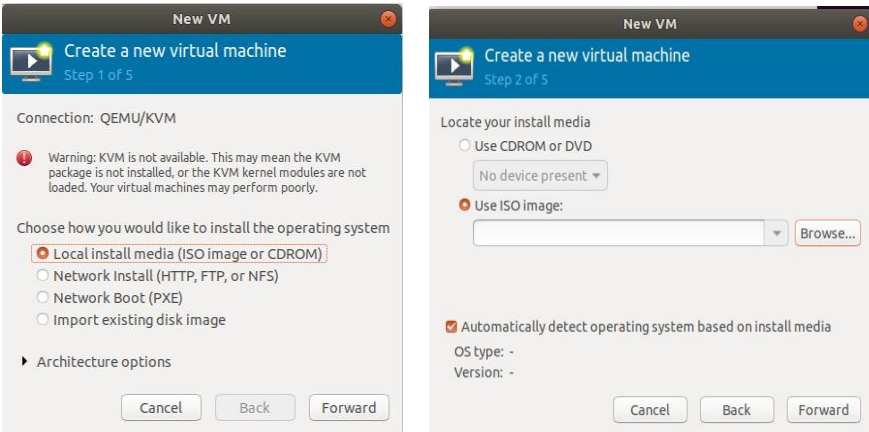 New VM
Create a new virtual machine
Step 1 of 5
Connection: QEMU/KVM
Warning: KVM is not available. This may mean the KVM
package is not installed, or the KVM kernel modules are not
loaded. Your virtual machines may perform poorly.
Choose how you would like to install the operating system
Local install media (ISO image or CDROM)
Network Install (HTTP, FTP, or NFS)
Network Boot (PXE)
Import existing disk image
Architecture options
Cancel Back Forward
New VM
Create a new virtual machine
Step 2 of 5
Locate your install media
Use CDROM or DVD
No device present
Use ISO image:
Browse...
Automatically detect operating system based on install media
OS type: -
Version: -
Cancel Back Forward